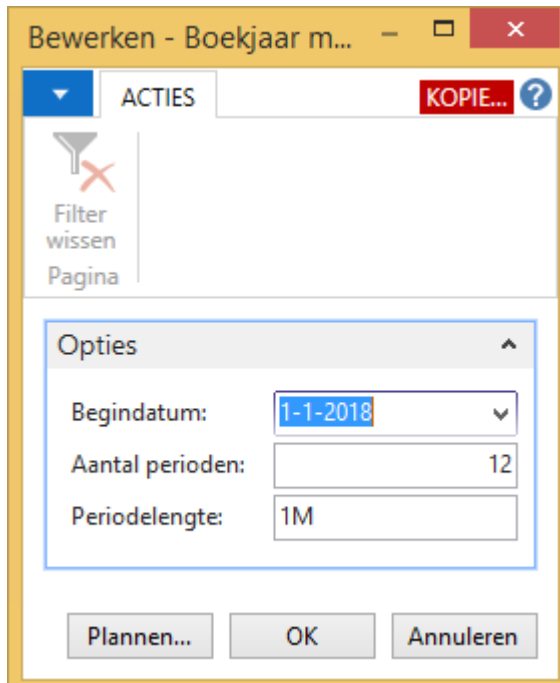 Bewerken - Boekjaar m...
ACTIES
KOPIE...
?
Filter
wissen
Pagina
Opties
Begindatum: 1-1-2018
Aantal perioden: 12
Periodelengte: 1M
Plannen... OK Annuleren